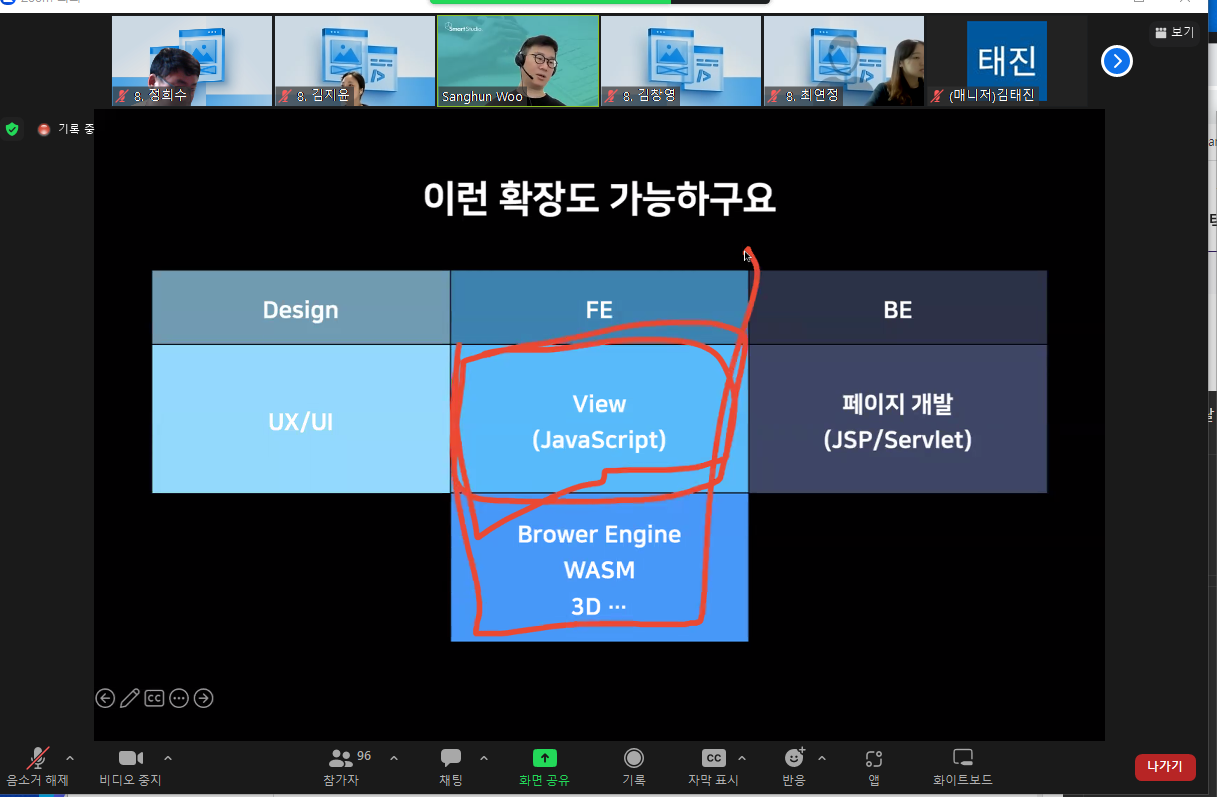 보기
SmartStudio
8. 정희수
8. 김지윤
Sanghun Woo
8. 김창영
8. 최연정
태진
(매니저)김태진
기록 중
이런 확장도 가능하구요
Design
FE
BE
UX/UI
View
(JavaScript)
페이지 개발
(JSP/Servlet)
Brower Engine
WASM
3D …
CC
96
CC
음소거 해제
비디오 중지
참가자
채팅
화면 공유
기록
자막 표시
반응
앱
화이트보드
나가기